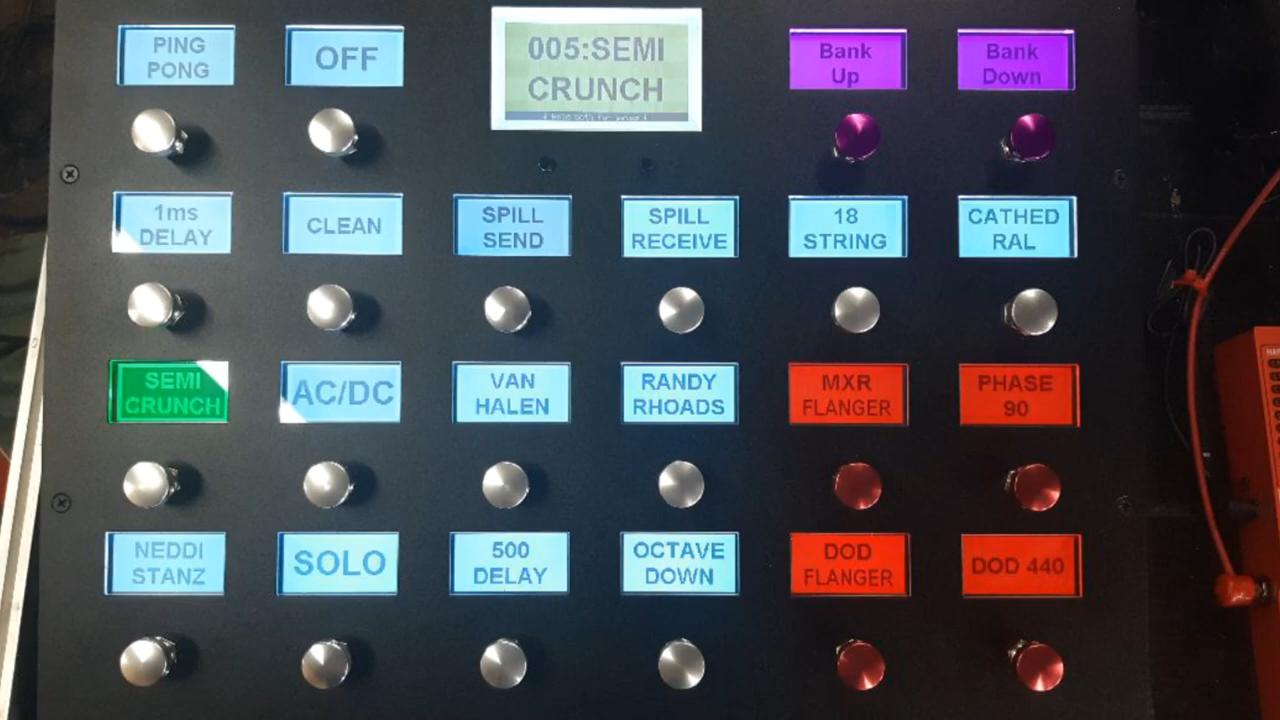 PING
PONG
OFF
005:SEMI
CRUNCH
Bank
Up
Bank
Down
1ms
DELAY
CLEAN
SPILL
SEND
SPILL
RECEIVE
18
STRING
CATHED
RAL
SEMI
CRUNCH
AC/DC
VAN
HALEN
RANDY
RHOADS
MXR
FLANGER
PHASE
90
NEDDI
STANZ
SOLO
500
DELAY
OCTAVE
DOWN
DOD
FLANGER
DOD 440